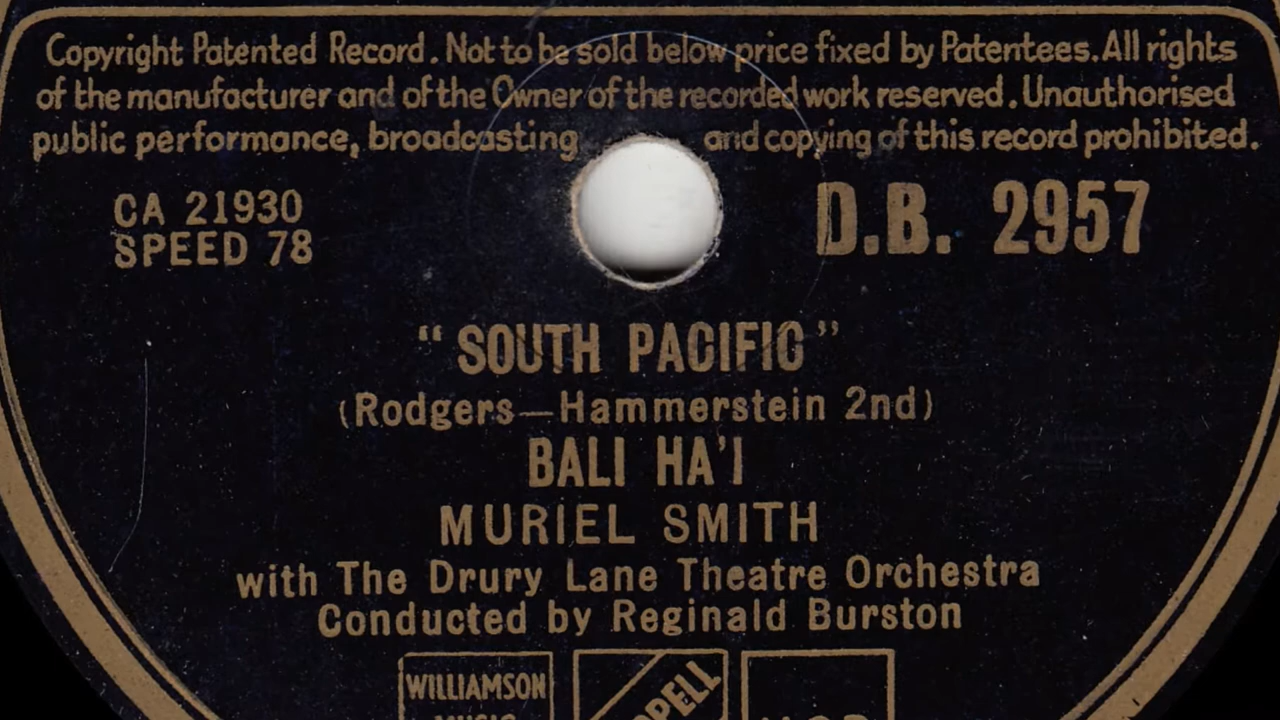 Copyright Patented Record. Not to be sold below price fixed by Patentees. All rights
of the manufacturer and of the Owner of the recorded work reserved. Unauthorised
public performance, broadcasting and copying of this record prohibited.
CA 21930
SPEED 78
D.B. 2957
"SOUTH PACIFIC"
(Rodgers—Hammerstein 2nd)
BALI HA'I
MURIEL SMITH
with The Drury Lane Theatre Orchestra
Conducted by Reginald Burston
WILLIAMSON
MUSIC